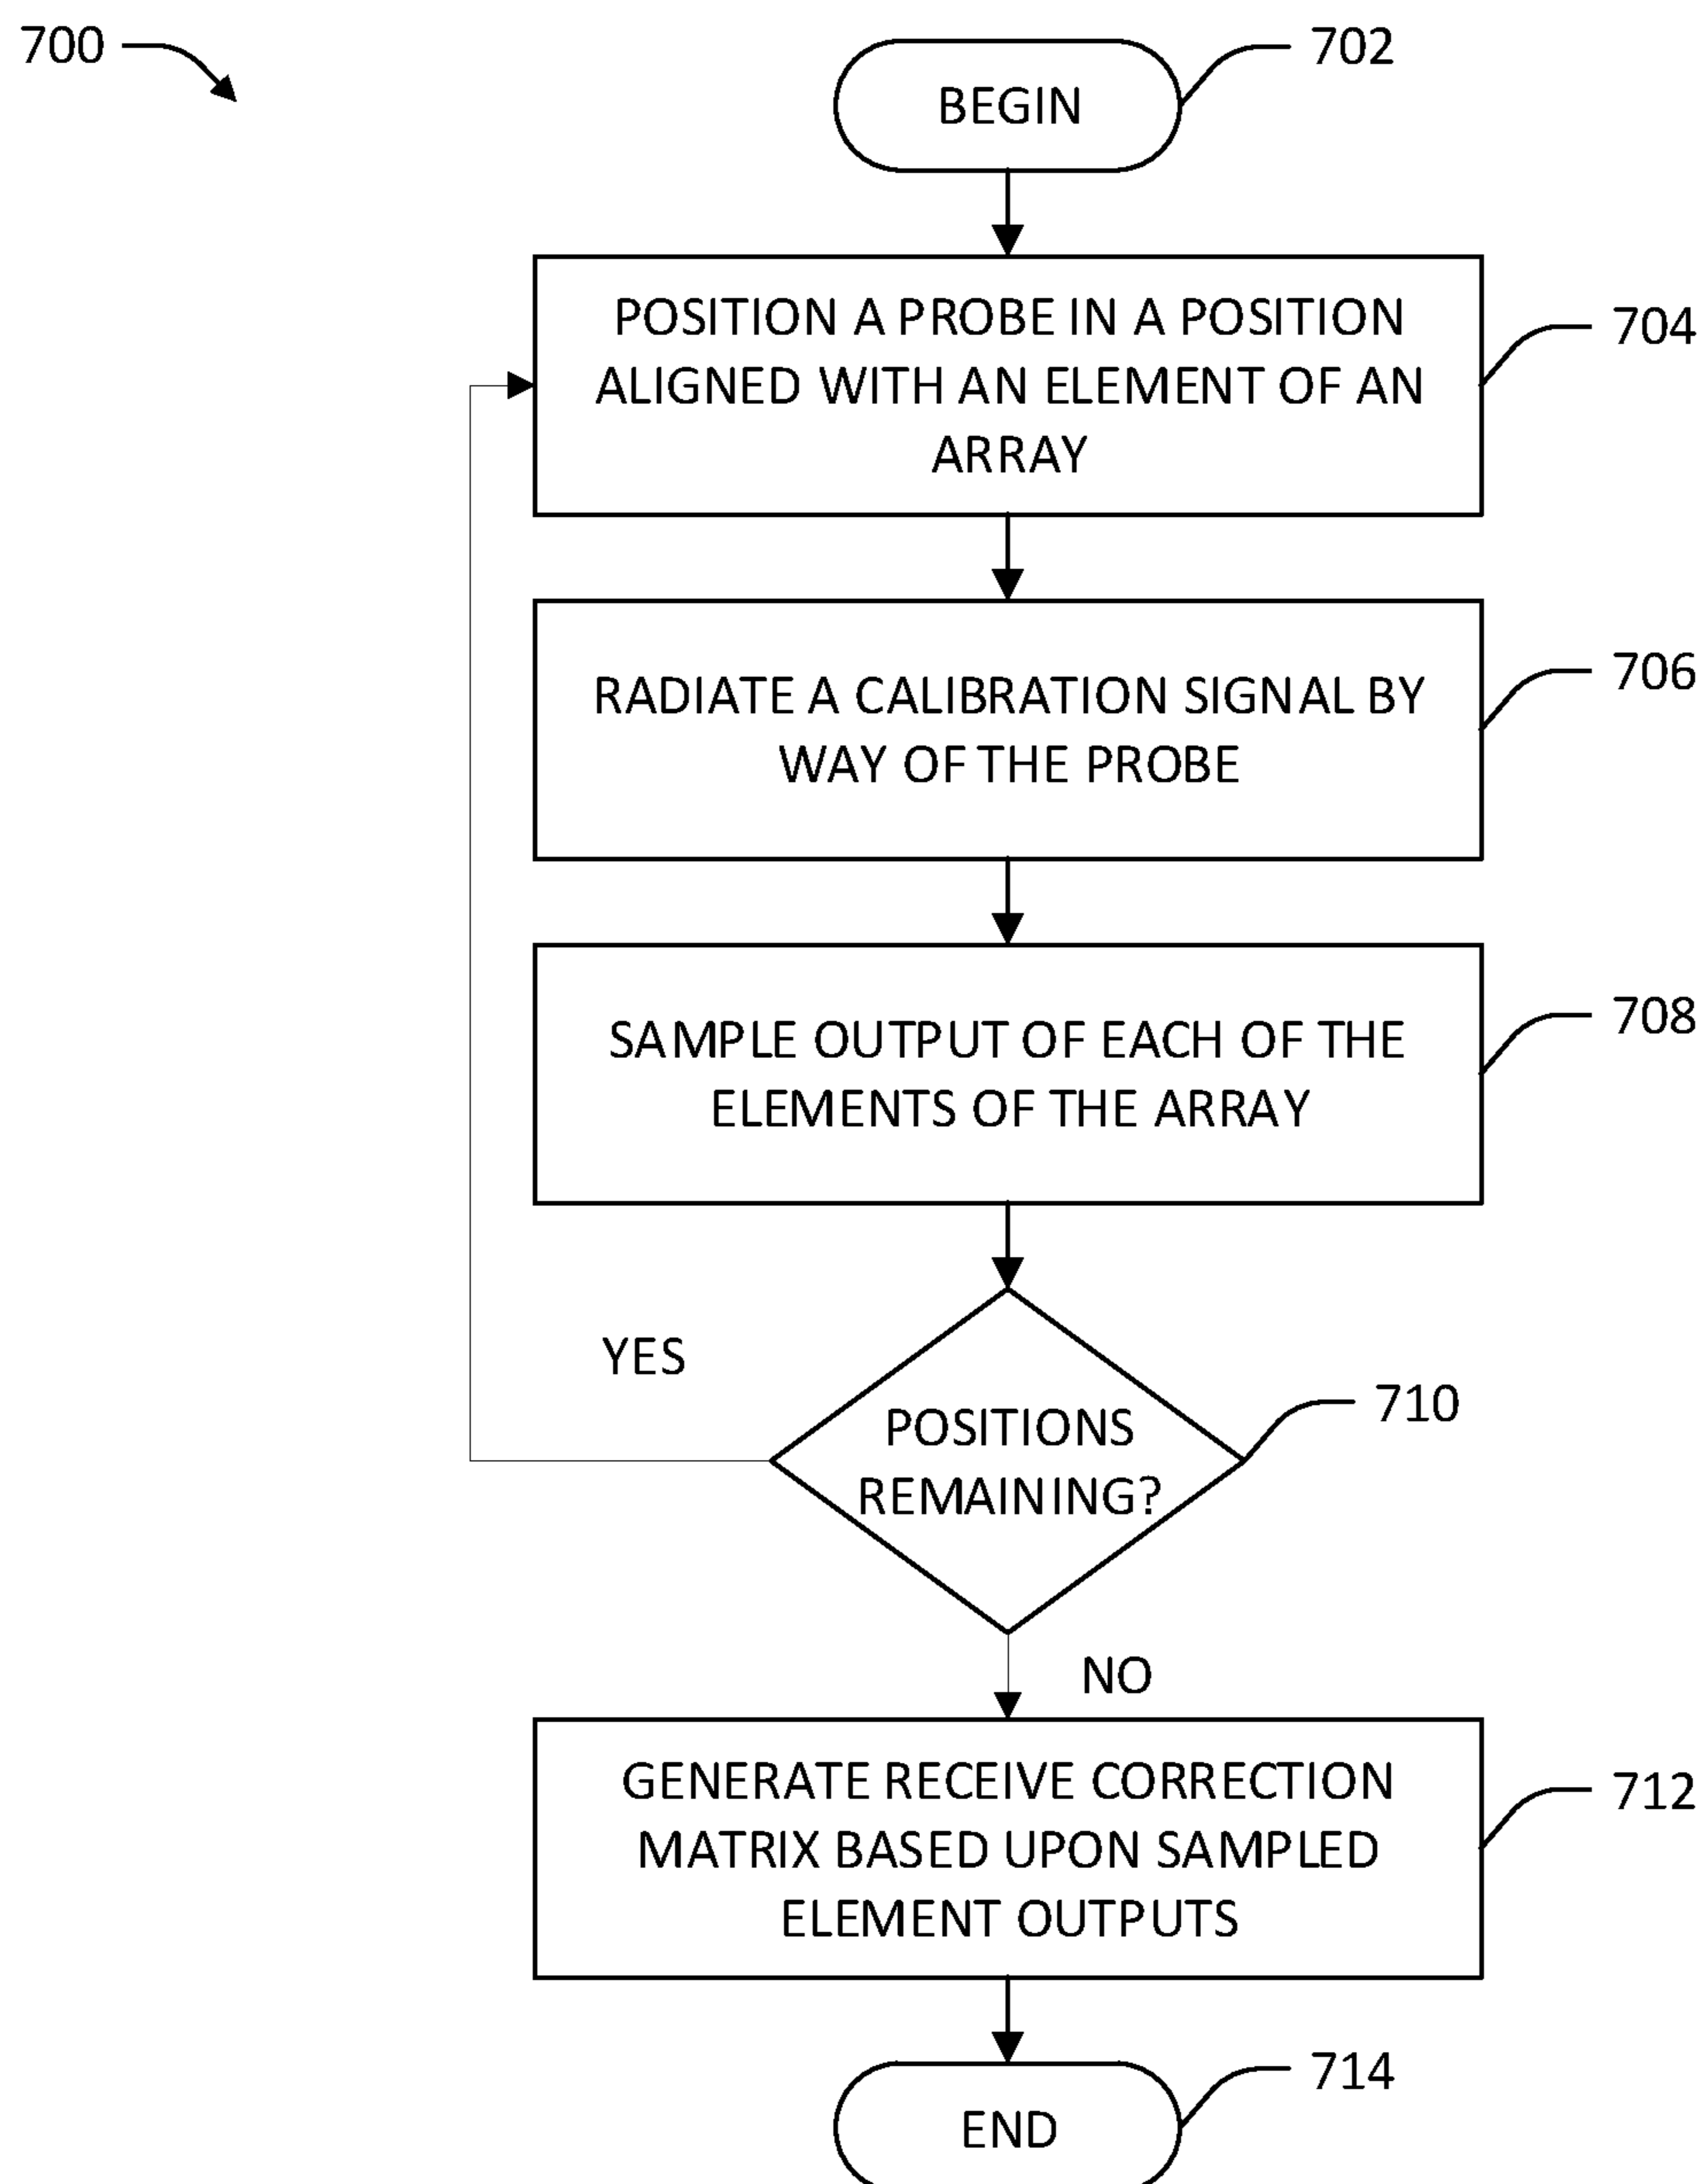 700
702
BEGIN
POSITION A PROBE IN A POSITION
ALIGNED WITH AN ELEMENT OF AN
ARRAY
704
RADIATE A CALIBRATION SIGNAL BY
WAY OF THE PROBE
706
SAMPLE OUTPUT OF EACH OF THE
ELEMENTS OF THE ARRAY
708
YES
POSITIONS
REMAINING?
710
NO
GENERATE RECEIVE CORRECTION
MATRIX BASED UPON SAMPLED
ELEMENT OUTPUTS
712
714
END